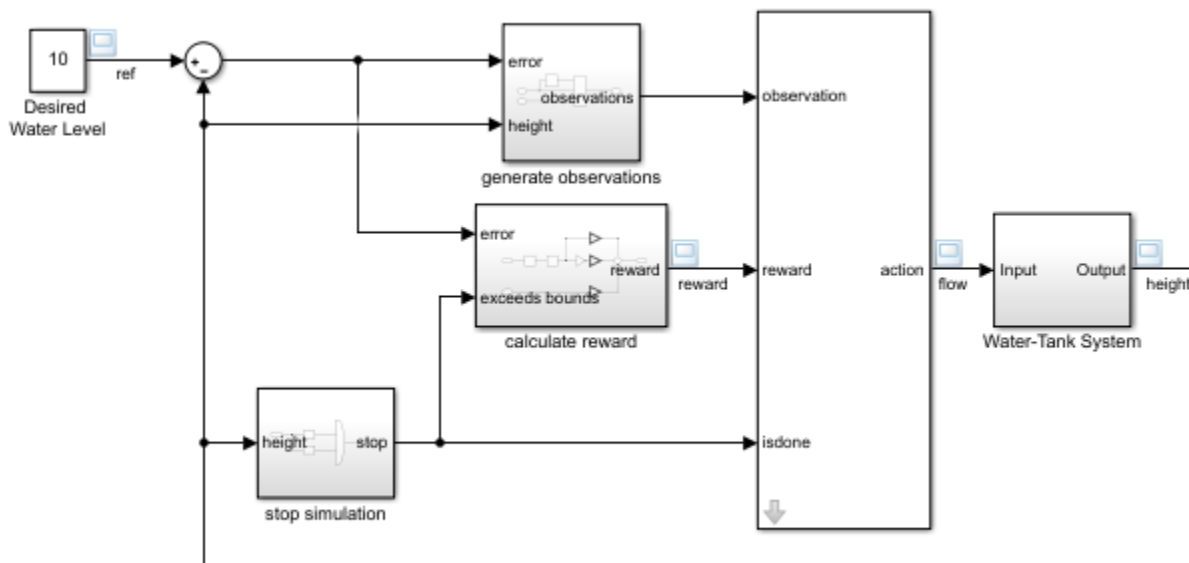 10
ref
Desired
Water Level
+
−
error
observations
height
generate observations
error
reward
exceeds bounds
calculate reward
reward
height
stop
stop simulation
observation
reward
action
isdone
flow
Input
Output
Water-Tank System
height